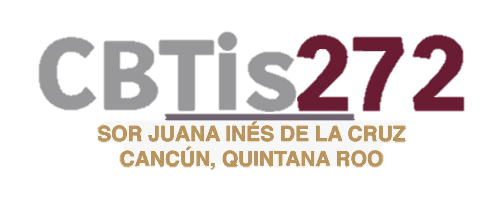 CBTis272
SOR JUANA INÉS DE LA CRUZ
CANCÚN, QUINTANA ROO